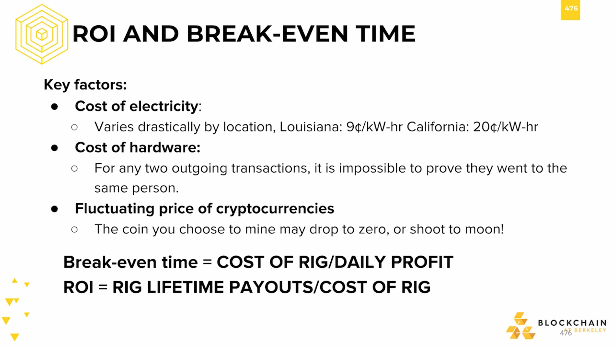 476
ROI AND BREAK-EVEN TIME
Key factors:
● Cost of electricity:
○ Varies drastically by location, Louisiana: 9¢/kW-hr California: 20¢/kW-hr
● Cost of hardware:
○ For any two outgoing transactions, it is impossible to prove they went to the
same person.
● Fluctuating price of cryptocurrencies
○ The coin you choose to mine may drop to zero, or shoot to moon!
Break-even time = COST OF RIG/DAILY PROFIT
ROI = RIG LIFETIME PAYOUTS/COST OF RIG
BLOCKCHAIN
476 BERKELEY